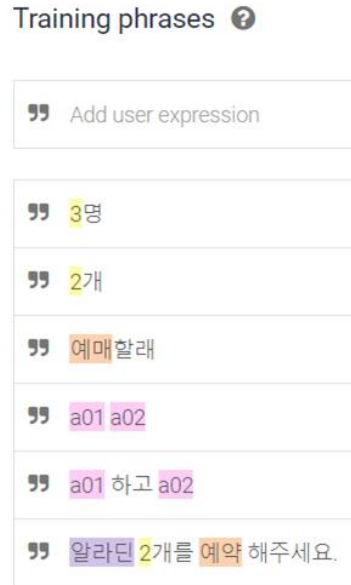 Training phrases ?
Add user expression
3명
2개
예매할래
a01 a02
a01 하고 a02
알라딘 2개를 예약 해주세요.